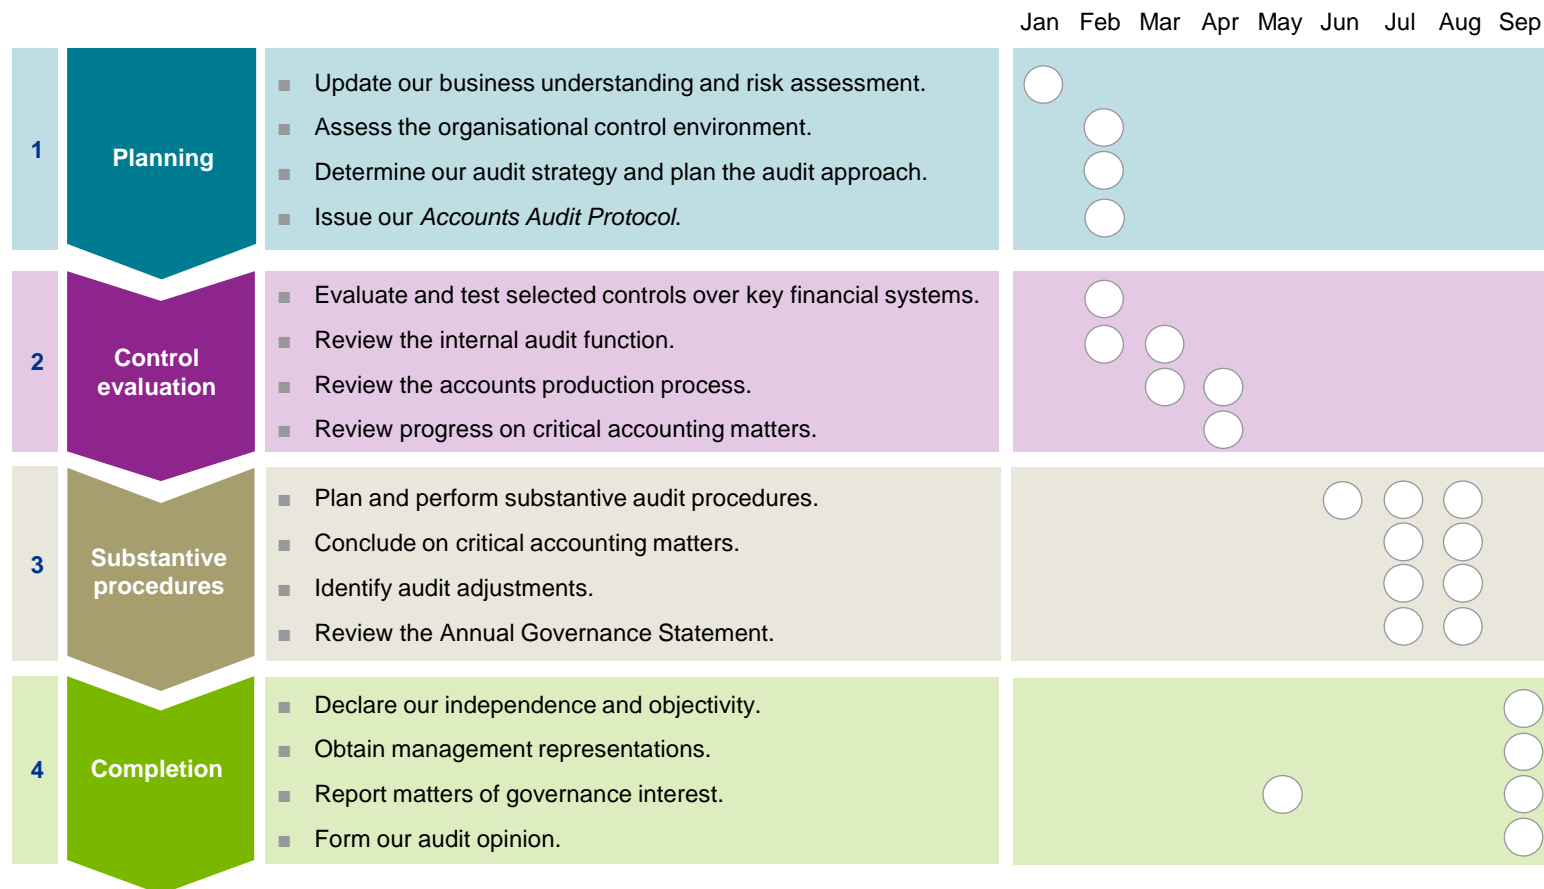 Jan Feb Mar Apr May Jun Jul Aug Sep
1
Planning
■ Update our business understanding and risk assessment.
■ Assess the organisational control environment.
■ Determine our audit strategy and plan the audit approach.
■ Issue our Accounts Audit Protocol.
2
Control
evaluation
■ Evaluate and test selected controls over key financial systems.
■ Review the internal audit function.
■ Review the accounts production process.
■ Review progress on critical accounting matters.
3
Substantive
procedures
■ Plan and perform substantive audit procedures.
■ Conclude on critical accounting matters.
■ Identify audit adjustments.
■ Review the Annual Governance Statement.
4
Completion
■ Declare our independence and objectivity.
■ Obtain management representations.
■ Report matters of governance interest.
■ Form our audit opinion.